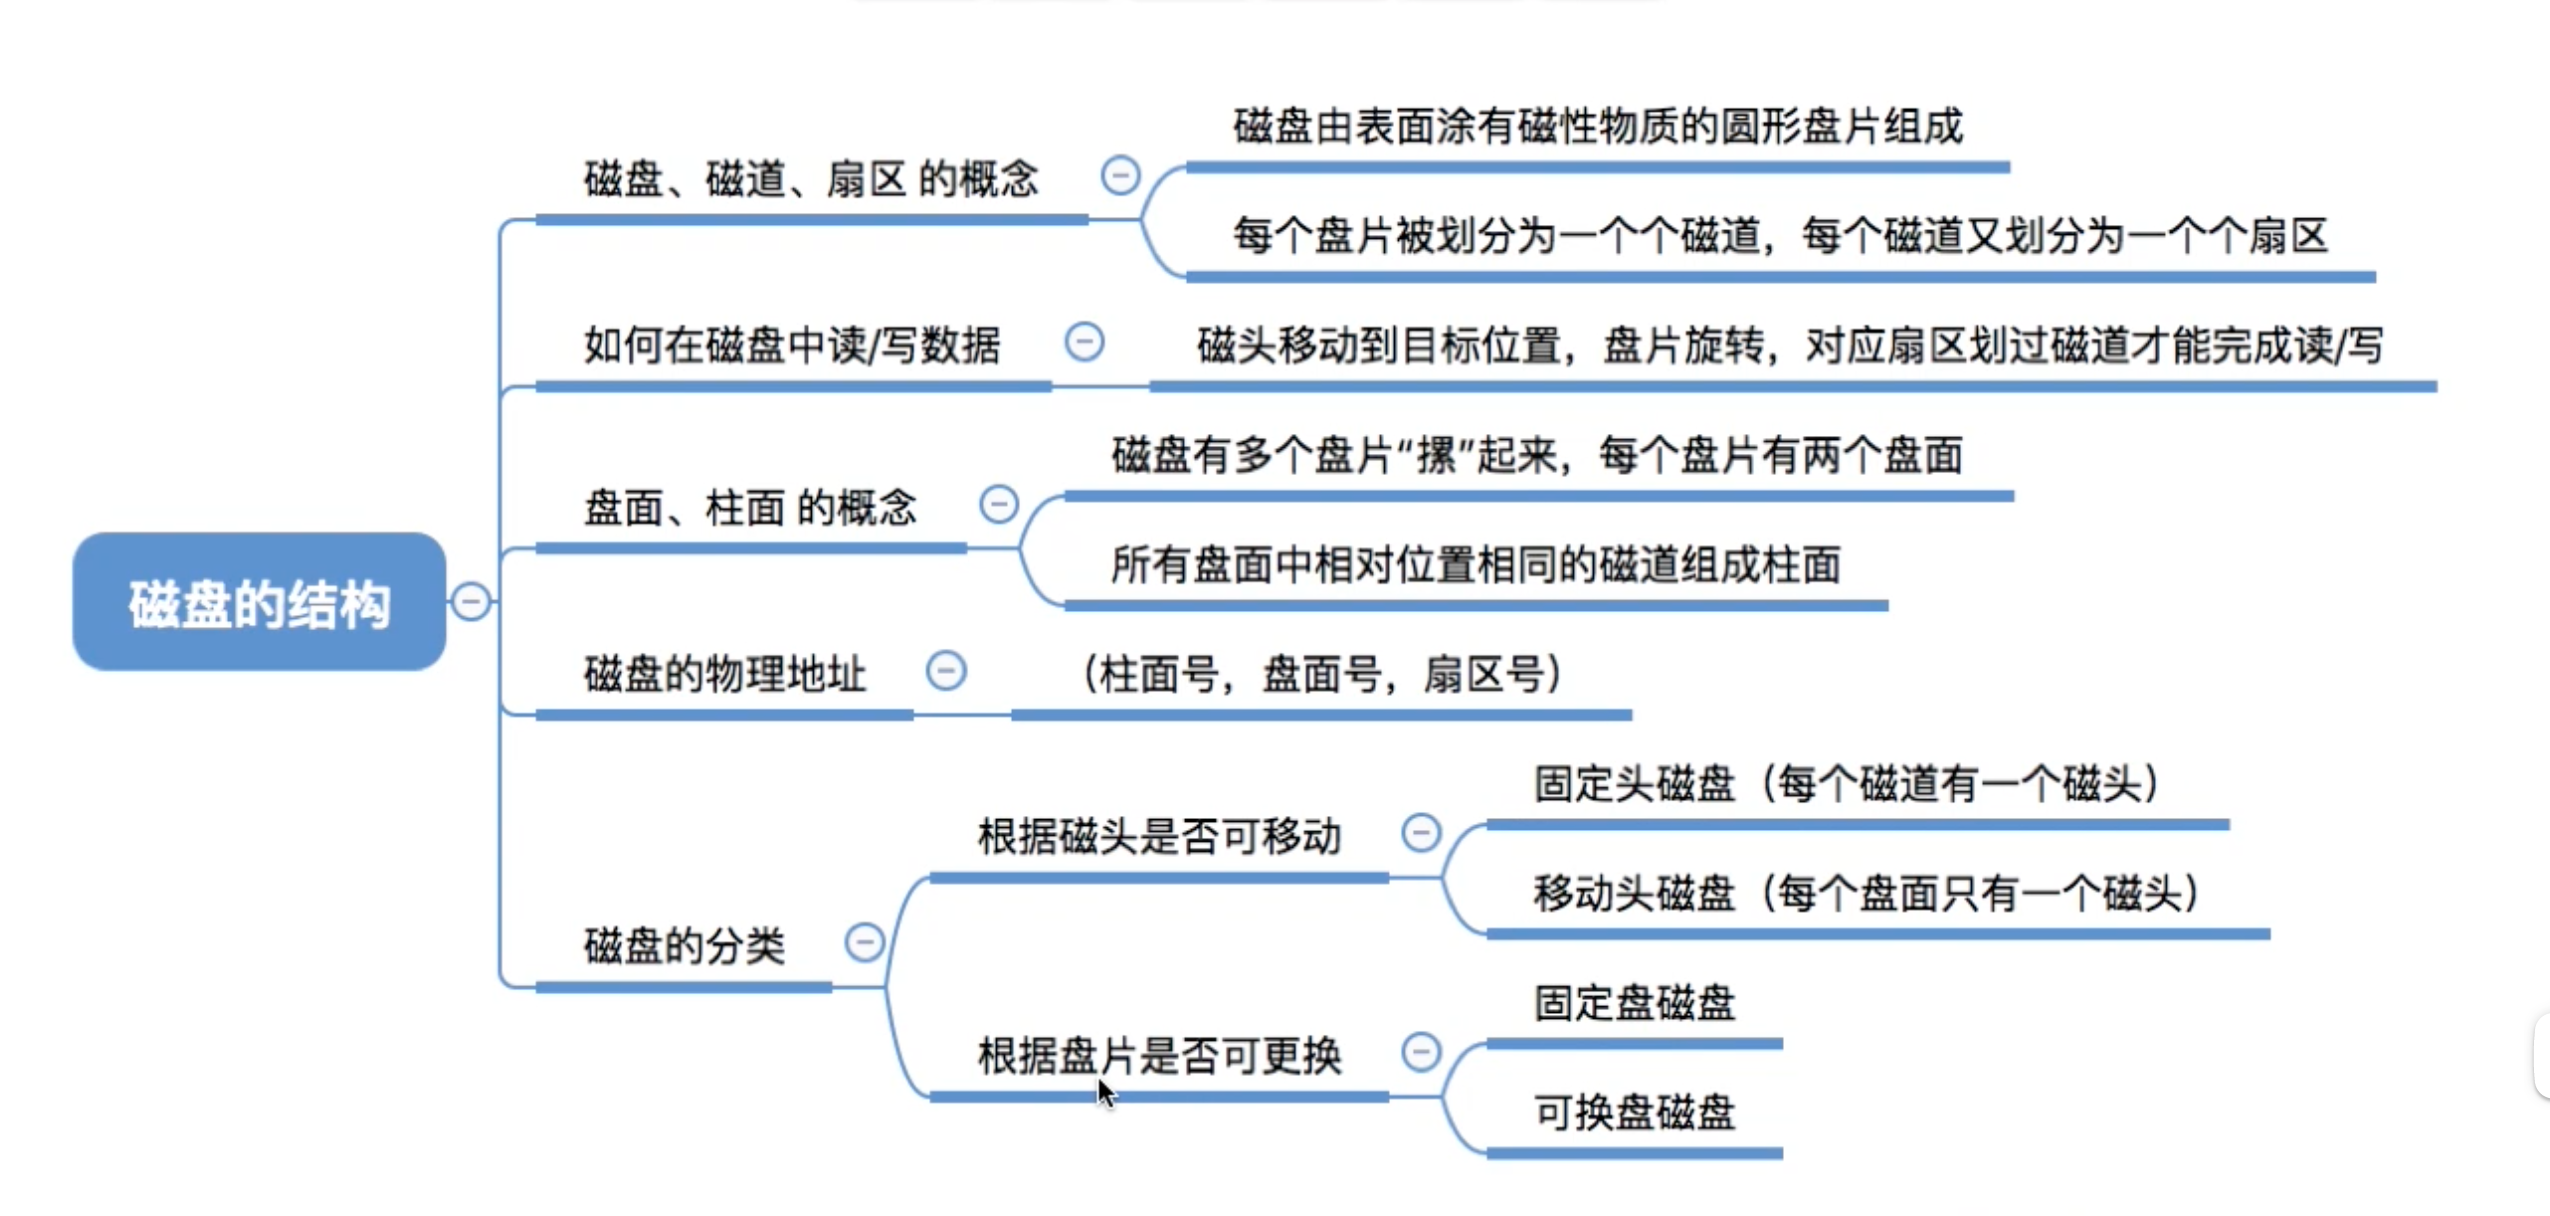 磁盘的结构
磁盘、磁道、扇区 的概念
磁盘由表面涂有磁性物质的圆形盘片组成
每个盘片被划分为一个个磁道，每个磁道又划分为一个个扇区
如何在磁盘中读/写数据
磁头移动到目标位置，盘片旋转，对应扇区划过磁道才能完成读/写
盘面、柱面 的概念
磁盘有多个盘片“摞”起来，每个盘片有两个盘面
所有盘面中相对位置相同的磁道组成柱面
磁盘的物理地址
（柱面号，盘面号，扇区号）
磁盘的分类
根据磁头是否可移动
固定头磁盘（每个磁道有一个磁头）
移动头磁盘（每个盘面只有一个磁头）
根据盘片是否可更换
固定盘磁盘
可换盘磁盘